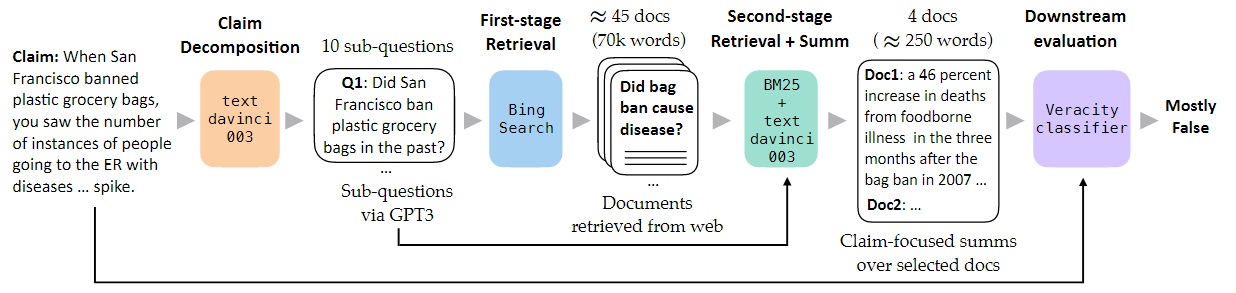 Claim: When San
Francisco banned
plastic grocery bags,
you saw the number
of instances of people
going to the ER with
diseases ... spike.
Claim
Decomposition
text
davinci
003
10 sub-questions
Q1: Did San
Francisco ban
plastic grocery
bags in the past?
...
Sub-questions
via GPT3
First-stage
Retrieval
Bing
Search
≈ 45 docs
(70k words)
Did bag
ban cause
disease?
...
Documents
retrieved from web
Second-stage
Retrieval + Summ
BM25
+
text
davinci
003
4 docs
( ≈ 250 words)
Doc1: a 46 percent
increase in deaths
from foodborne
illness in the three
months after the
bag ban in 2007 ...
Doc2: ...
Claim-focused summs
over selected docs
Downstream
evaluation
Veracity
classifier
Mostly
False